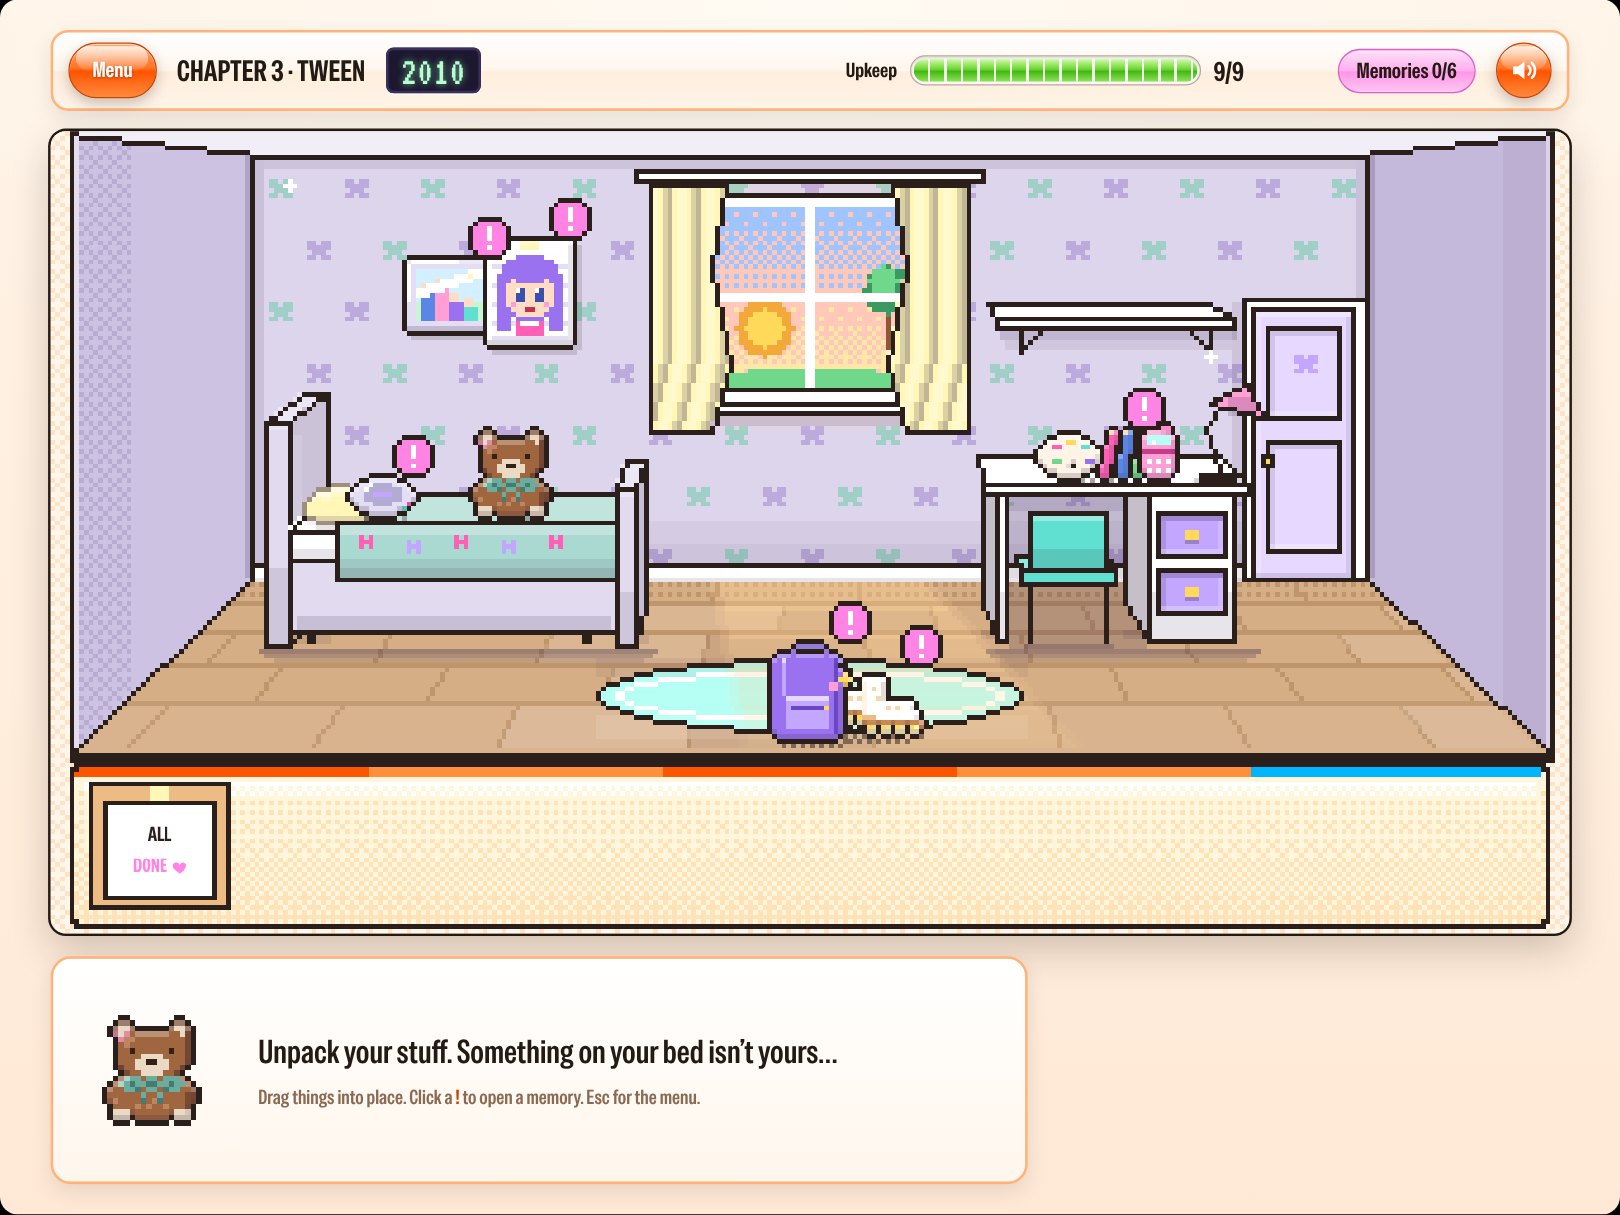 Menu
CHAPTER 3 · TWEEN
2010
Upkeep
9/9
Memories 0/6
!
!
!
!
!
!
ALL
DONE ♥
Unpack your stuff. Something on your bed isn't yours...
Drag things into place. Click a ! to open a memory. Esc for the menu.